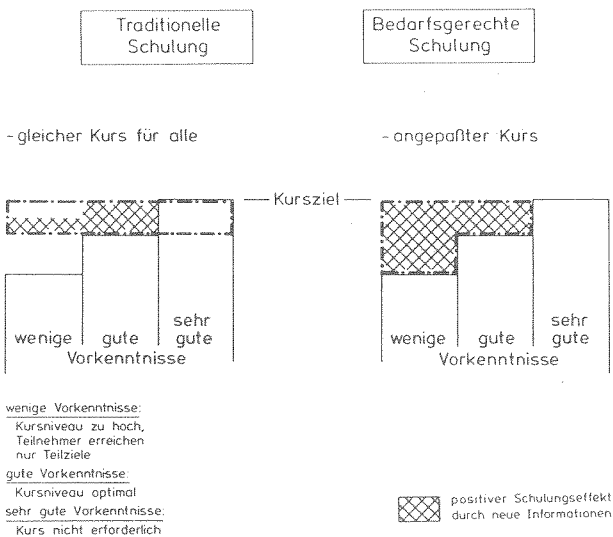 Traditionelle
Schulung
Bedarfsgerechte
Schulung
- gleicher Kurs für alle
- angepaßter Kurs
Kursziel
wenige
gute
sehr
gute
Vorkenntnisse
wenige
gute
sehr
gute
Vorkenntnisse
wenige Vorkenntnisse:
Kursniveau zu hoch,
Teilnehmer erreichen
nur Teilziele
gute Vorkenntnisse:
Kursniveau optimal
sehr gute Vorkenntnisse:
Kurs nicht erforderlich
positiver Schulungseffekt
durch neue Informationen